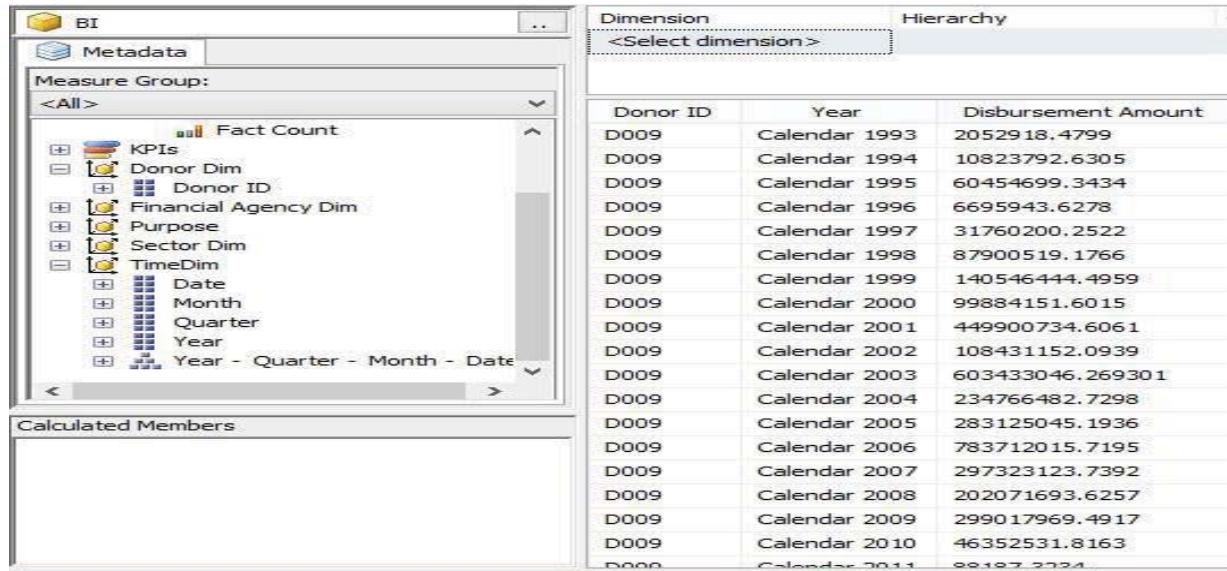 BI
..
Metadata
Measure Group:
<All>
Fact Count
KPIs
Donor Dim
Donor ID
Financial Agency Dim
Purpose
Sector Dim
TimeDim
Date
Month
Quarter
Year
Year - Quarter - Month - Date
Calculated Members
Dimension Hierarchy
<Select dimension>
Donor ID Year Disbursement Amount
D009 Calendar 1993 2052918.4799
D009 Calendar 1994 10823792.6305
D009 Calendar 1995 60454699.3434
D009 Calendar 1996 6695943.6278
D009 Calendar 1997 31760200.2522
D009 Calendar 1998 87900519.1766
D009 Calendar 1999 140546444.4959
D009 Calendar 2000 99884151.6015
D009 Calendar 2001 449900734.6061
D009 Calendar 2002 108431152.0939
D009 Calendar 2003 603433046.269301
D009 Calendar 2004 234766482.7298
D009 Calendar 2005 283125045.1936
D009 Calendar 2006 783712015.7195
D009 Calendar 2007 297323123.7392
D009 Calendar 2008 202071693.6257
D009 Calendar 2009 299017969.4917
D009 Calendar 2010 46352531.8163
D009 Calendar 2011